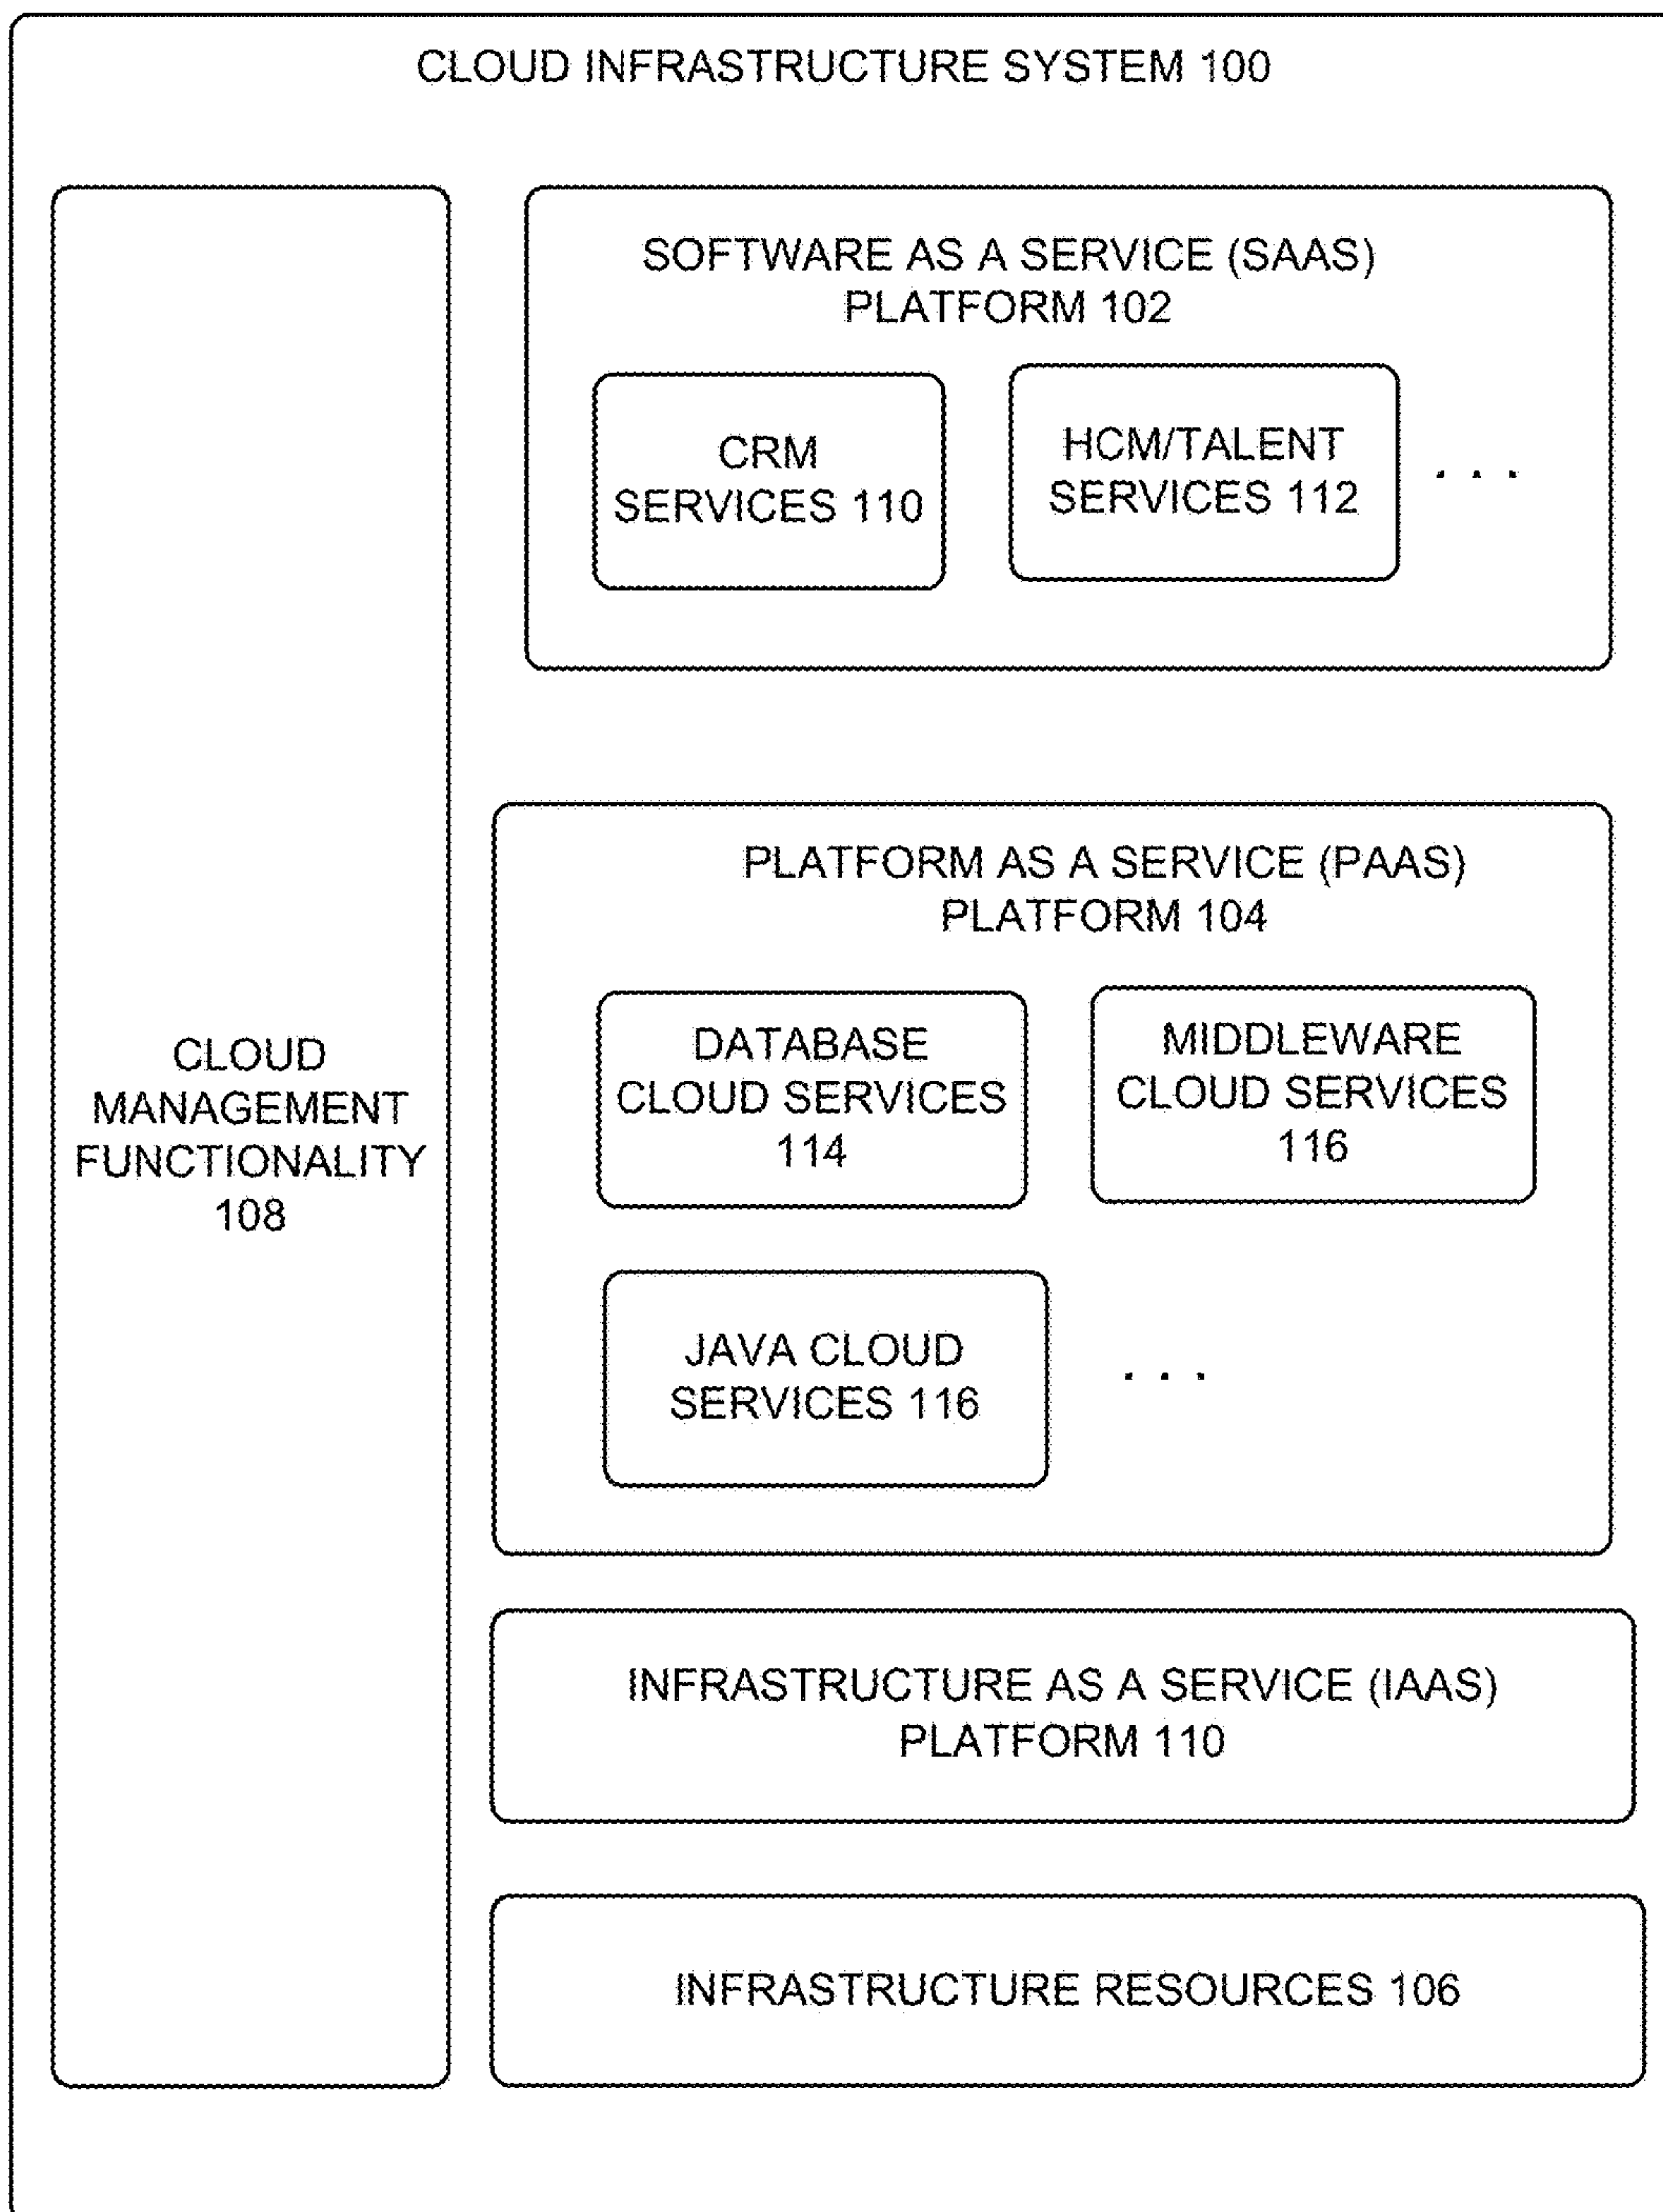 CLOUD INFRASTRUCTURE SYSTEM 100
SOFTWARE AS A SERVICE (SAAS)
PLATFORM 102
CRM
SERVICES 110
HCM/TALENT
SERVICES 112
. . .
PLATFORM AS A SERVICE (PAAS)
PLATFORM 104
CLOUD
MANAGEMENT
FUNCTIONALITY
108
DATABASE
CLOUD SERVICES
114
MIDDLEWARE
CLOUD SERVICES
116
JAVA CLOUD
SERVICES 116
. . .
INFRASTRUCTURE AS A SERVICE (IAAS)
PLATFORM 110
INFRASTRUCTURE RESOURCES 106